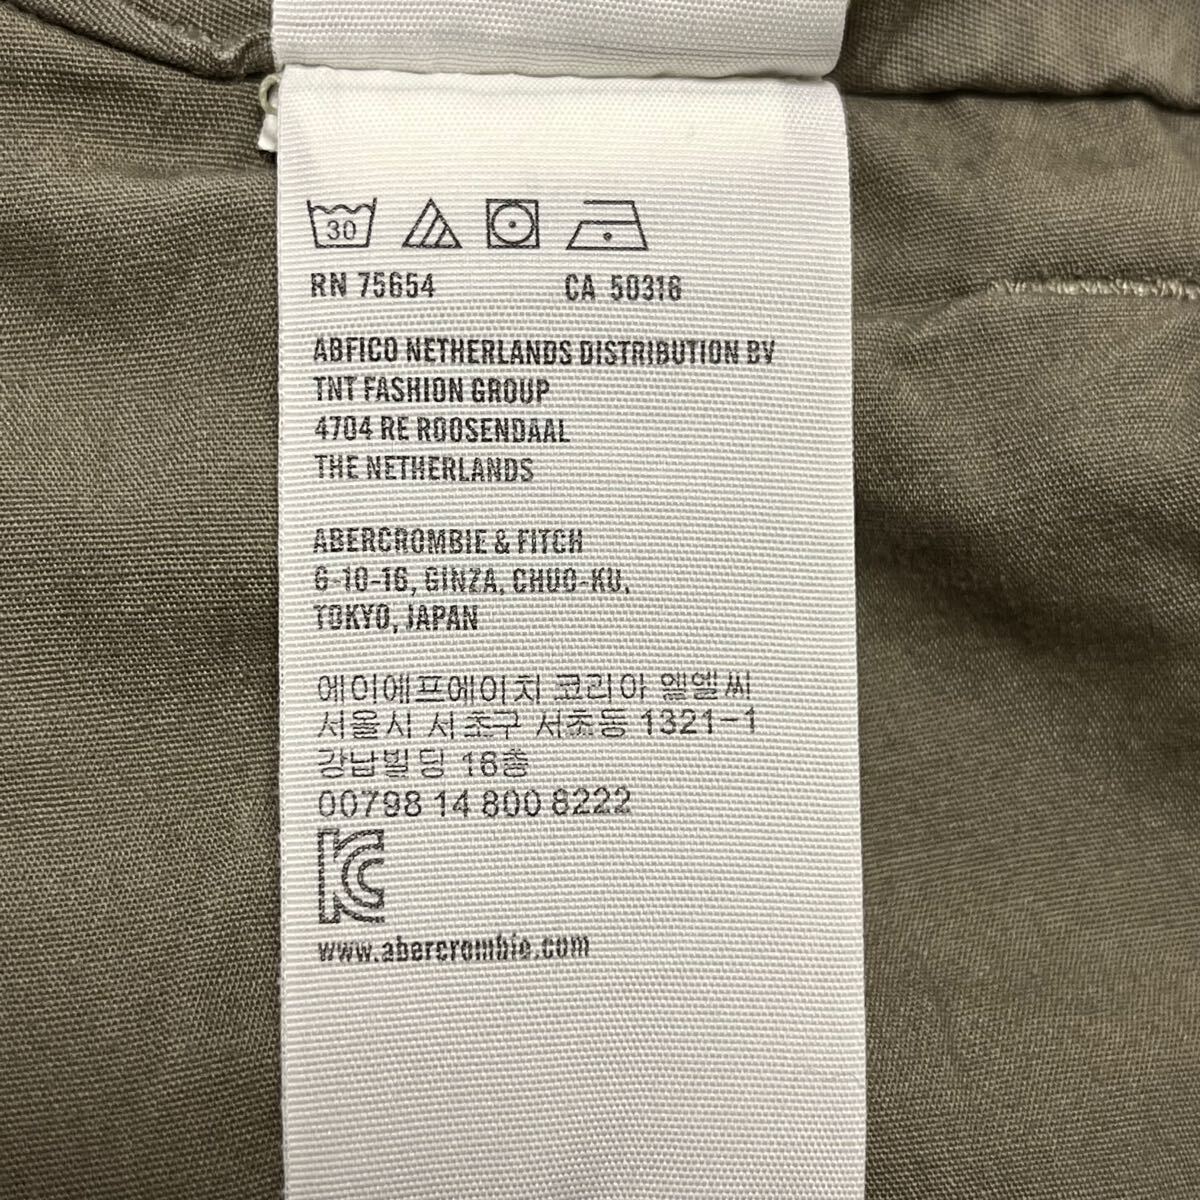 30
RN 75654 CA 50316
ABFICO NETHERLANDS DISTRIBUTION BV
TNT FASHION GROUP
4704 RE ROOSENDAAL
THE NETHERLANDS
ABERCROMBIE & FITCH
6-10-16, GINZA, CHUO-KU,
TOKYO, JAPAN
에이에프에이치 코리아 엘엘씨
서울시 서초구 서초동 1321-1
강남빌딩 16층
00798 14 800 8222
KC
www.abercrombie.com